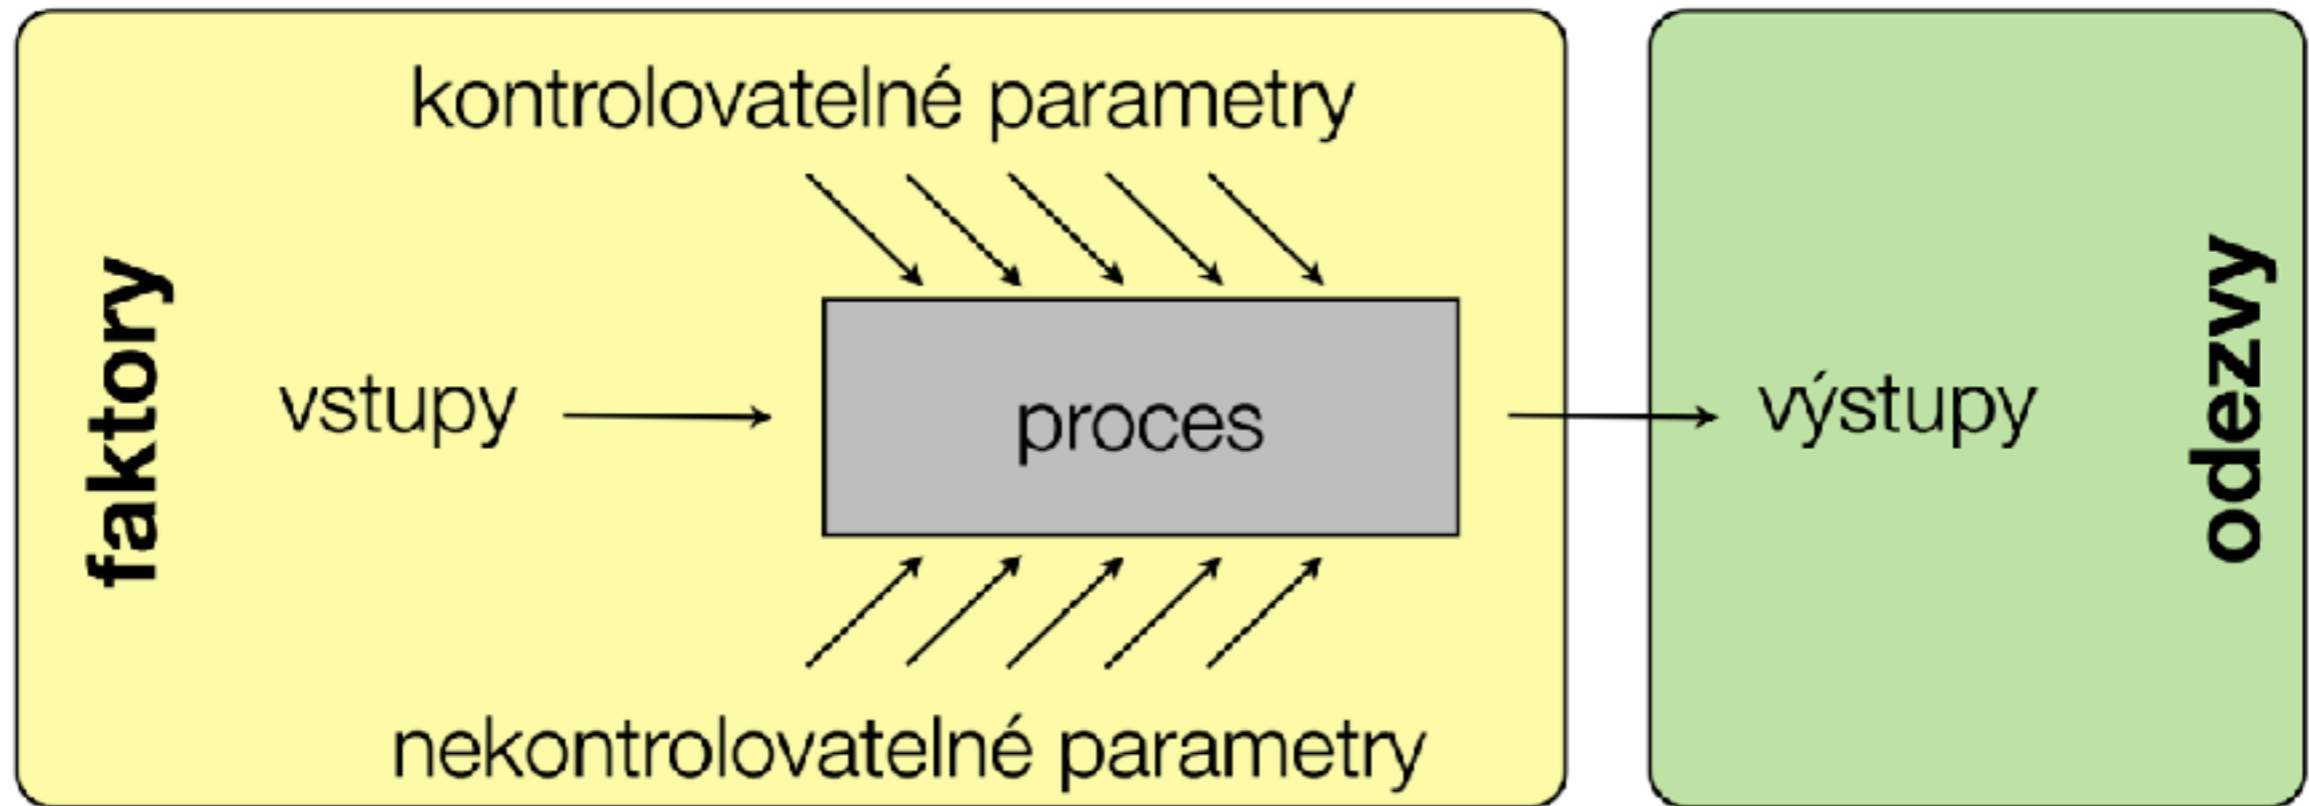 kontrolovatelné parametry
faktory
vstupy
proces
výstupy
odezvy
nekontrolovatelné parametry